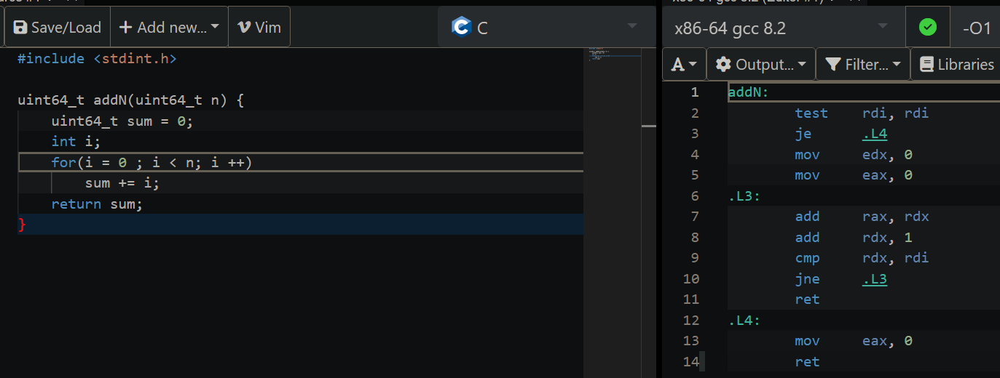 Save/Load
Add new...
Vim
C
x86-64 gcc 8.2
-O1
A
Output...
Filter...
Libraries
#include <stdint.h>
uint64_t addN(uint64_t n) {
    uint64_t sum = 0;
    int i;
    for(i = 0 ; i < n; i ++)
        sum += i;
    return sum;
}
1 addN:
2         test    rdi, rdi
3         je      .L4
4         mov     edx, 0
5         mov     eax, 0
6 .L3:
7         add     rax, rdx
8         add     rdx, 1
9         cmp     rdx, rdi
10         jne     .L3
11         ret
12 .L4:
13         mov     eax, 0
14         ret